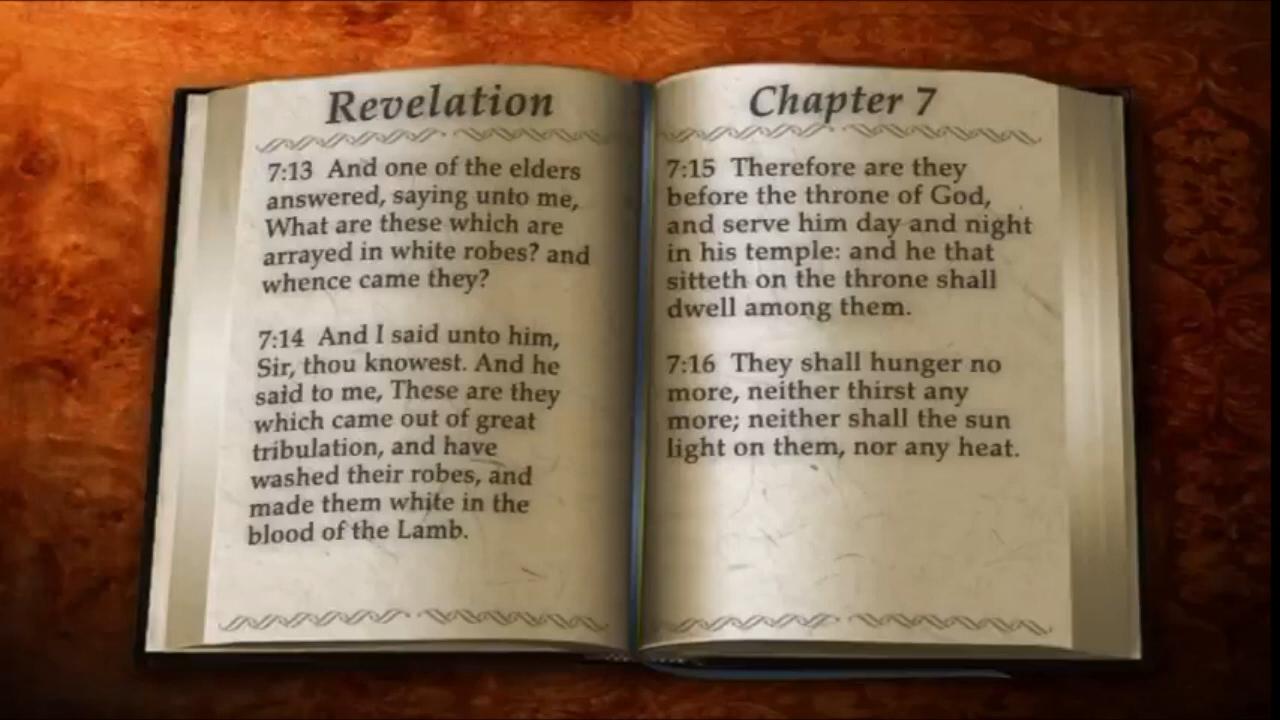 Revelation
7:13 And one of the elders
answered, saying unto me,
What are these which are
arrayed in white robes? and
whence came they?
7:14 And I said unto him,
Sir, thou knowest. And he
said to me, These are they
which came out of great
tribulation, and have
washed their robes, and
made them white in the
blood of the Lamb.
Chapter 7
7:15 Therefore are they
before the throne of God,
and serve him day and night
in his temple: and he that
sitteth on the throne shall
dwell among them.
7:16 They shall hunger no
more, neither thirst any
more; neither shall the sun
light on them, nor any heat.